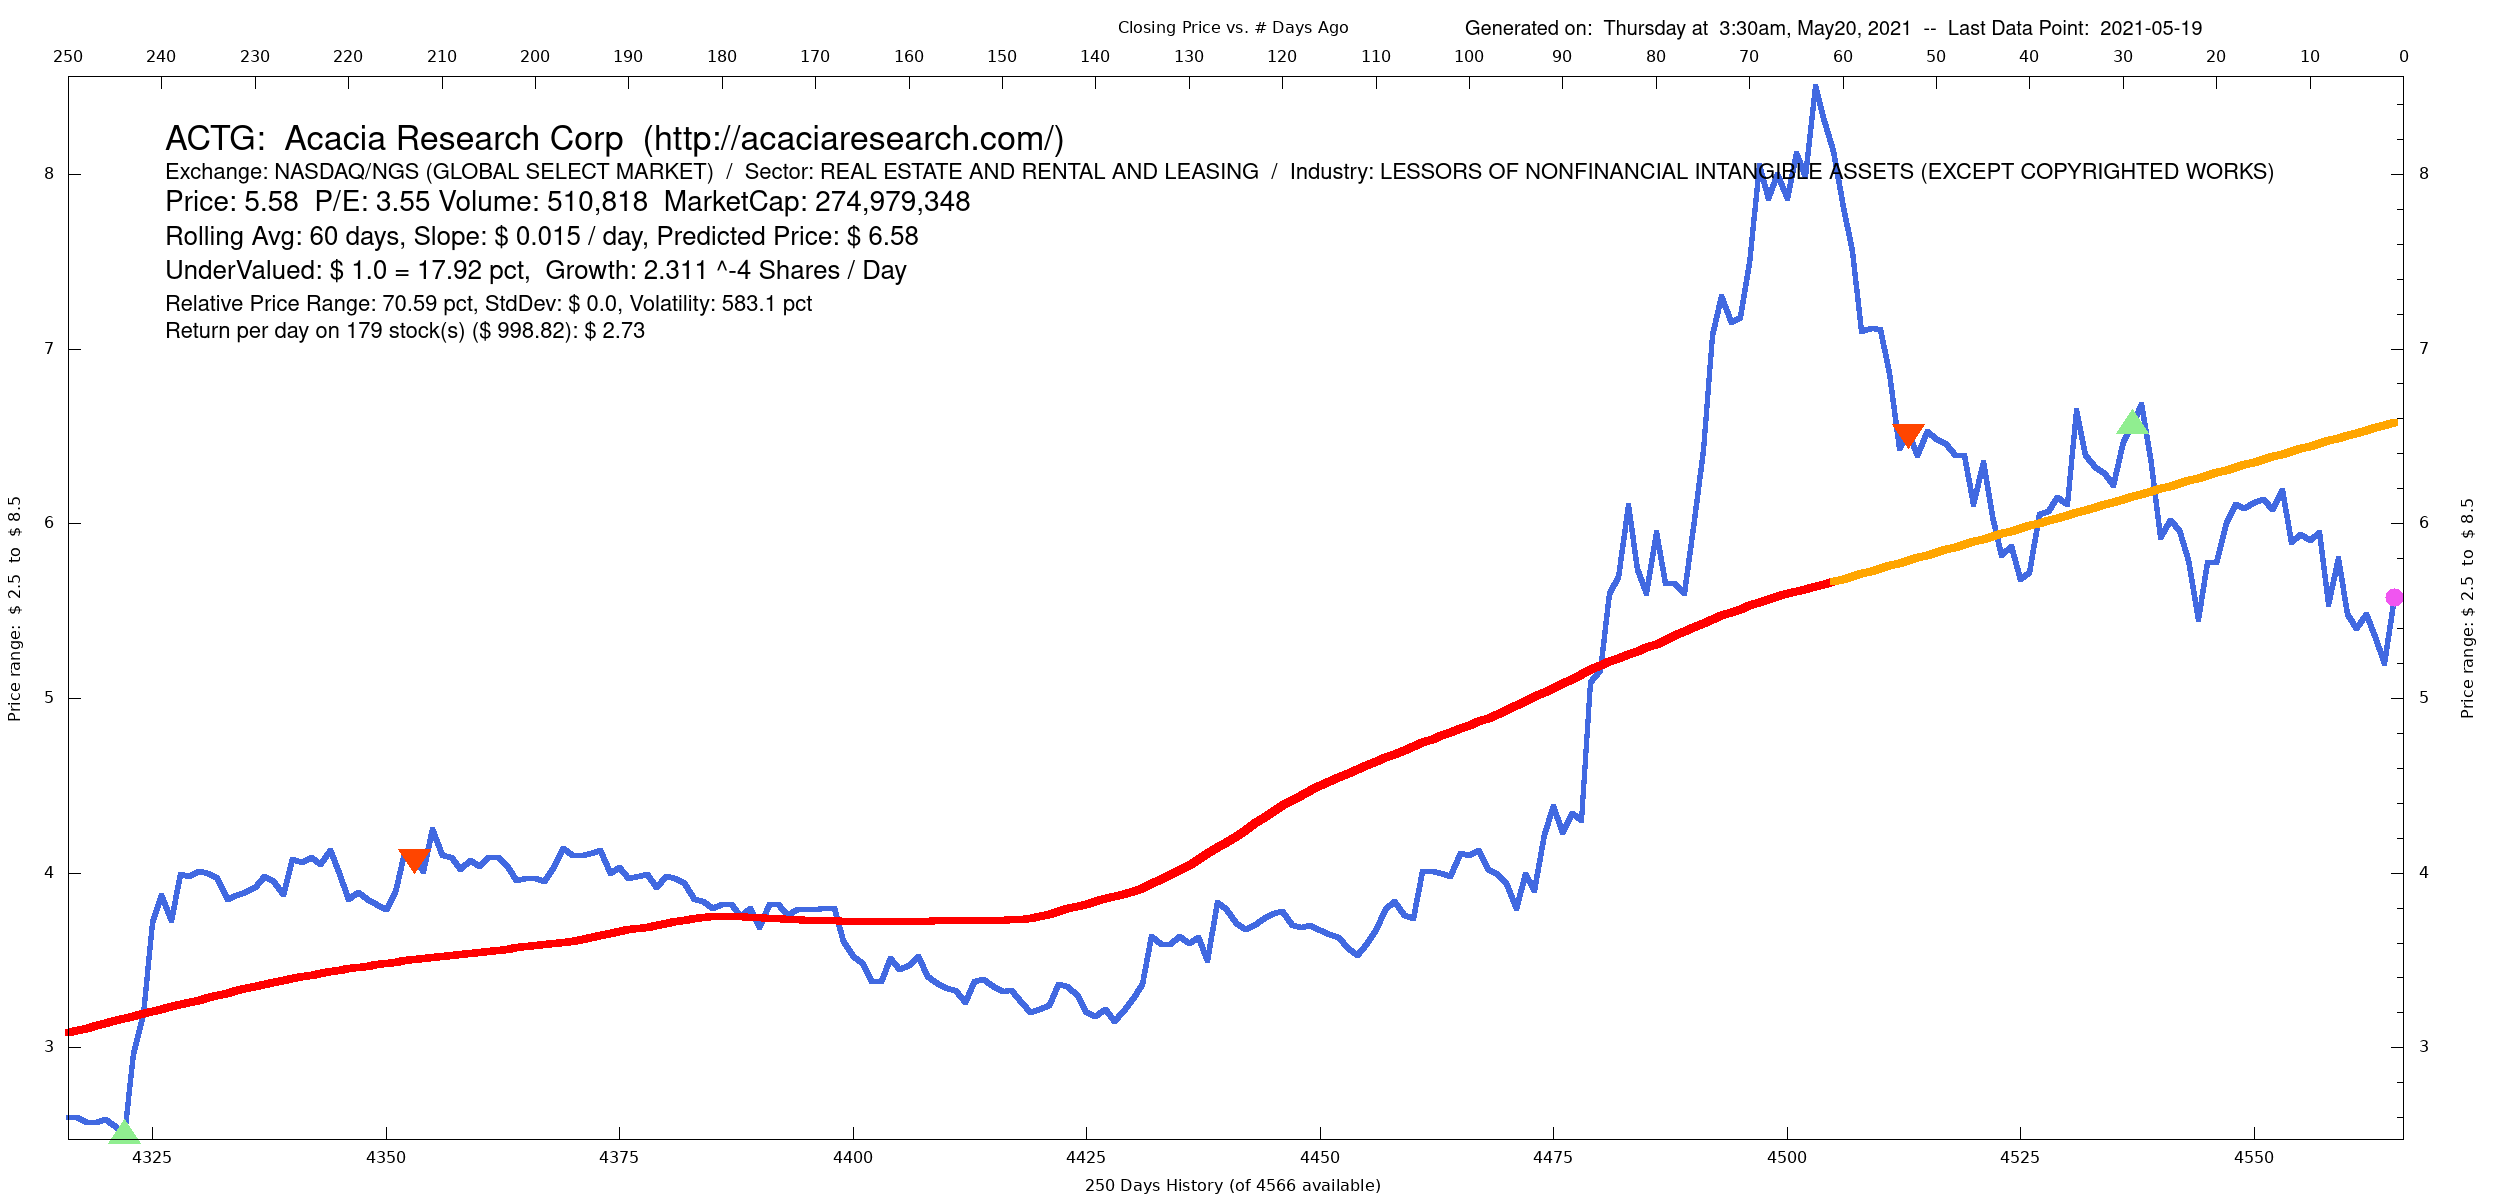 Closing Price vs. # Days Ago
Generated on:  Thursday at  3:30am, May20, 2021  --  Last Data Point:  2021-05-19
250 240 230 220 210 200 190 180 170 160 150 140 130 120 110 100 90 80 70 60 50 40 30 20 10 0
ACTG:  Acacia Research Corp  (http://acaciaresearch.com/)
Exchange: NASDAQ/NGS (GLOBAL SELECT MARKET)  /  Sector: REAL ESTATE AND RENTAL AND LEASING  /  Industry: LESSORS OF NONFINANCIAL INTANGIBLE ASSETS (EXCEPT COPYRIGHTED WORKS)
Price: 5.58  P/E: 3.55 Volume: 510,818  MarketCap: 274,979,348
Rolling Avg: 60 days, Slope: $ 0.015 / day, Predicted Price: $ 6.58
UnderValued: $ 1.0 = 17.92 pct,  Growth: 2.311 ^-4 Shares / Day
Relative Price Range: 70.59 pct, StdDev: $ 0.0, Volatility: 583.1 pct
Return per day on 179 stock(s) ($ 998.82): $ 2.73
8 8
7 7
6 6
5 5
4 4
3 3
Price range:  $ 2.5  to  $ 8.5
Price range: $ 2.5  to  $ 8.5
4325 4350 4375 4400 4425 4450 4475 4500 4525 4550
250 Days History (of 4566 available)